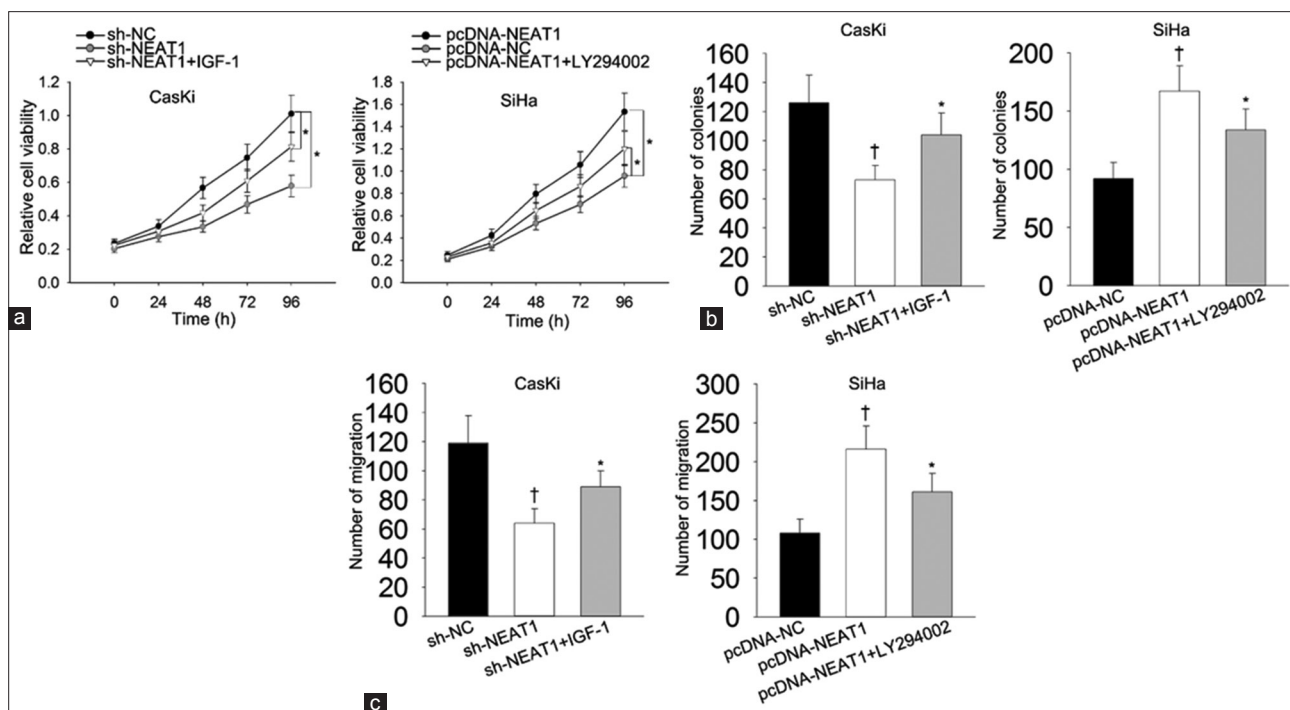 sh-NC
sh-NEAT1
sh-NEAT1+IGF-1
CasKi
Relative cell viability
1.2
1.0
0.8
0.6
0.4
0.2
0.0
0 24 48 72 96
Time (h)
*
*
pcDNA-NEAT1
pcDNA-NC
pcDNA-NEAT1+LY294002
SiHa
Relative cell viability
1.8
1.6
1.4
1.2
1.0
0.8
0.6
0.4
0.2
0.0
0 24 48 72 96
Time (h)
*
*
a
CasKi
Number of colonies
160
140
120
100
80
60
40
20
0
†
*
sh-NC
sh-NEAT1
sh-NEAT1+IGF-1
SiHa
Number of colonies
200
150
100
50
0
†
*
pcDNA-NC
pcDNA-NEAT1
pcDNA-NEAT1+LY294002
b
CasKi
Number of migration
160
140
120
100
80
60
40
20
0
†
*
sh-NC
sh-NEAT1
sh-NEAT1+IGF-1
SiHa
Number of migration
300
250
200
150
100
50
0
†
*
pcDNA-NC
pcDNA-NEAT1
pcDNA-NEAT1+LY294002
c